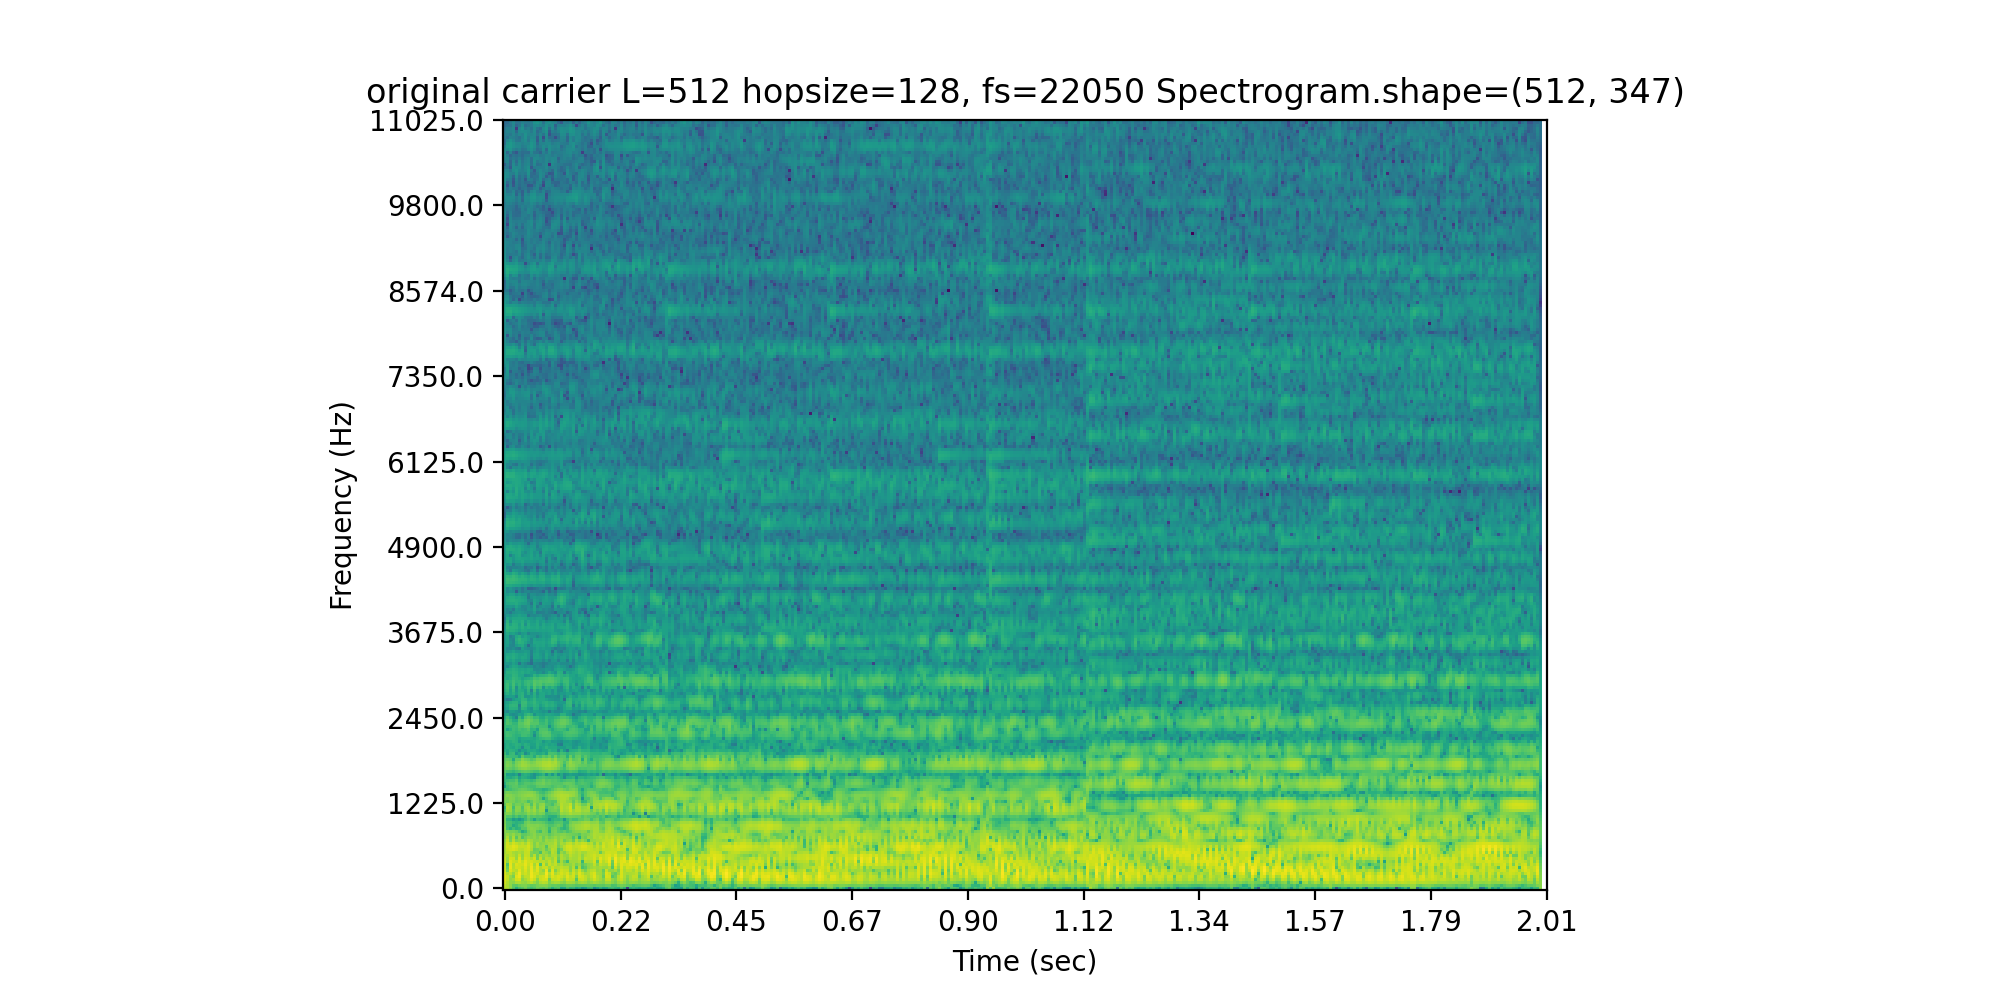 original carrier L=512 hopsize=128, fs=22050 Spectrogram.shape=(512, 347)
11025.0
9800.0
8574.0
7350.0
6125.0
4900.0
3675.0
2450.0
1225.0
0.0
Frequency (Hz)
0.00 0.22 0.45 0.67 0.90 1.12 1.34 1.57 1.79 2.01
Time (sec)